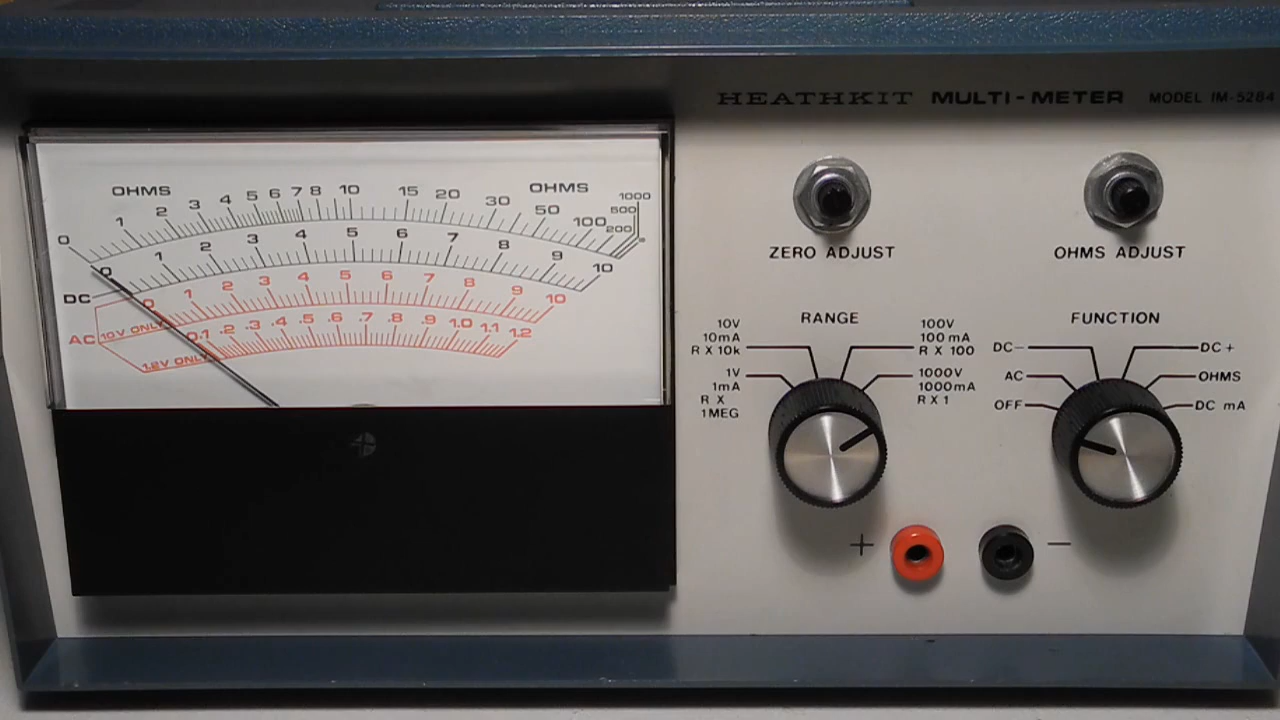 HEATHKIT MULTI-METER MODEL IM-5284
OHMS OHMS
0 1 2 3 4 5 6 7 8 10 15 20 30 50 100 200 500 1000 ∞
0 1 2 3 4 5 6 7 8 9 10
DC
0 1 2 3 4 5 6 7 8 9 10
AC 10V ONLY
0.1 .2 .3 .4 .5 .6 .7 .8 .9 1.0 1.1 1.2
1.2V ONLY
ZERO ADJUST
OHMS ADJUST
RANGE
10V
10mA
R X 10k
1V
1mA
R X
1MEG
100V
100 mA
R X 100
1000V
1000mA
R X 1
FUNCTION
DC-
AC
OFF
DC +
OHMS
DC mA
+ -